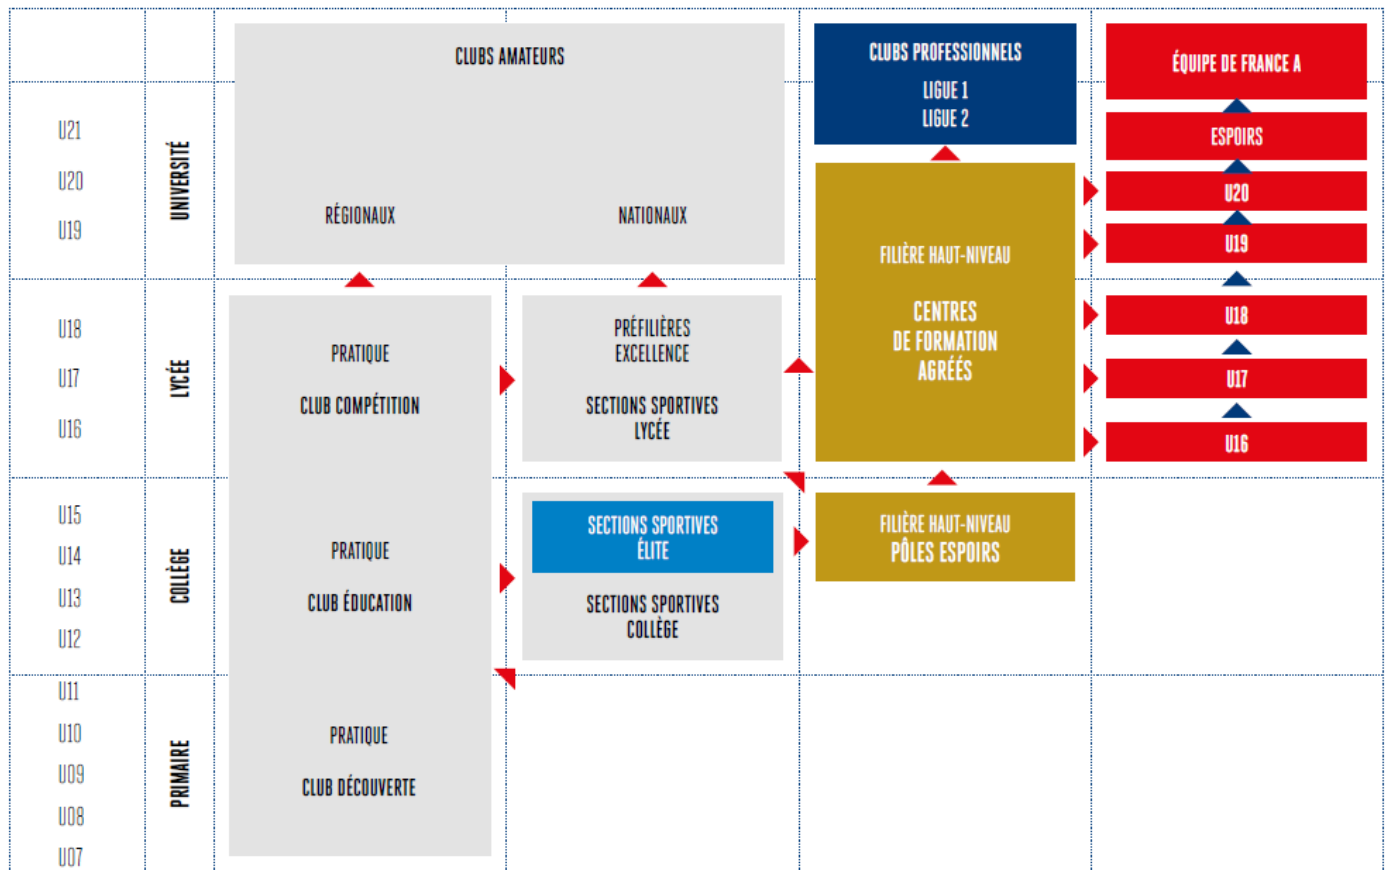 CLUBS AMATEURS
RÉGIONAUX
NATIONAUX
CLUBS PROFESSIONNELS
LIGUE 1
LIGUE 2
ÉQUIPE DE FRANCE A
ESPOIRS
U20
U19
U18
U17
U16
U21
U20
U19
UNIVERSITÉ
U18
U17
U16
LYCÉE
PRATIQUE
CLUB COMPÉTITION
PRÉFILIÈRES
EXCELLENCE
SECTIONS SPORTIVES
LYCÉE
FILIÈRE HAUT-NIVEAU
CENTRES
DE FORMATION
AGRÉÉS
U15
U14
U13
U12
COLLÈGE
PRATIQUE
CLUB ÉDUCATION
SECTIONS SPORTIVES
ÉLITE
SECTIONS SPORTIVES
COLLÈGE
FILIÈRE HAUT-NIVEAU
PÔLES ESPOIRS
U11
U10
U09
U08
U07
PRIMAIRE
PRATIQUE
CLUB DÉCOUVERTE